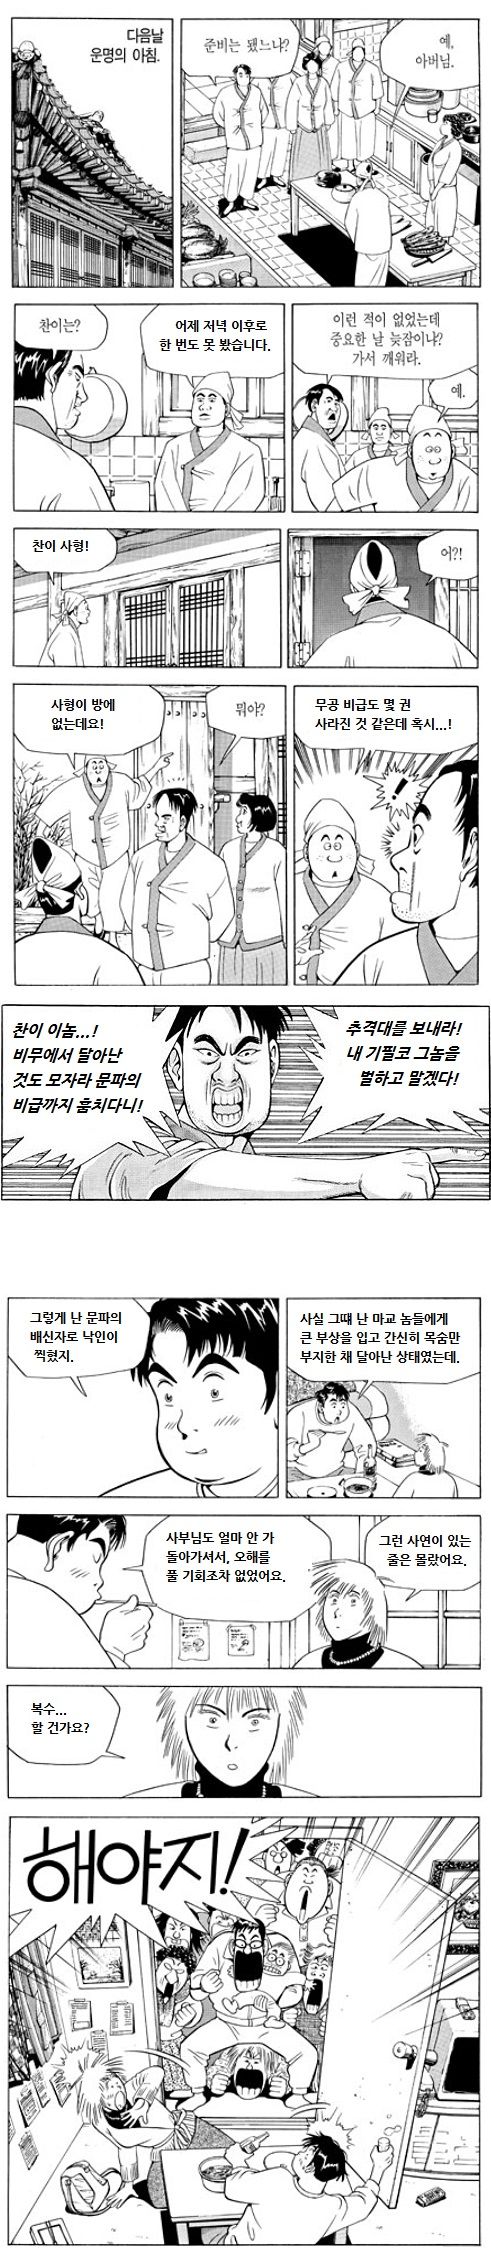 다음날
운명의 아침.
준비는 됐느냐?
예,
아버님.
찬이는?
어제 저녁 이후로
한 번도 못 봤습니다.
이런 적이 없었는데
중요한 날 늦잠이냐?
가서 깨워라.
예.
찬이 사형!
어?!
사형이 방에
없는데요!
뭐야?
무공 비급도 몇 권
사라진 것 같은데 혹시...!
!
찬이 이놈...!
비무에서 달아난
것도 모자라 문파의
비급까지 훔치다니!
추격대를 보내라!
내 기필코 그놈을
벌하고 말겠다!
그렇게 난 문파의
배신자로 낙인이
찍혔지.
사실 그때 난 마교 놈들에게
큰 부상을 입고 간신히 목숨만
부지한 채 달아난 상태였는데.
사부님도 얼마 안 가
돌아가서서, 오해를
풀 기회조차 없었어요.
그런 사연이 있는
줄은 몰랐어요.
복수...
할 건가요?
해야지!